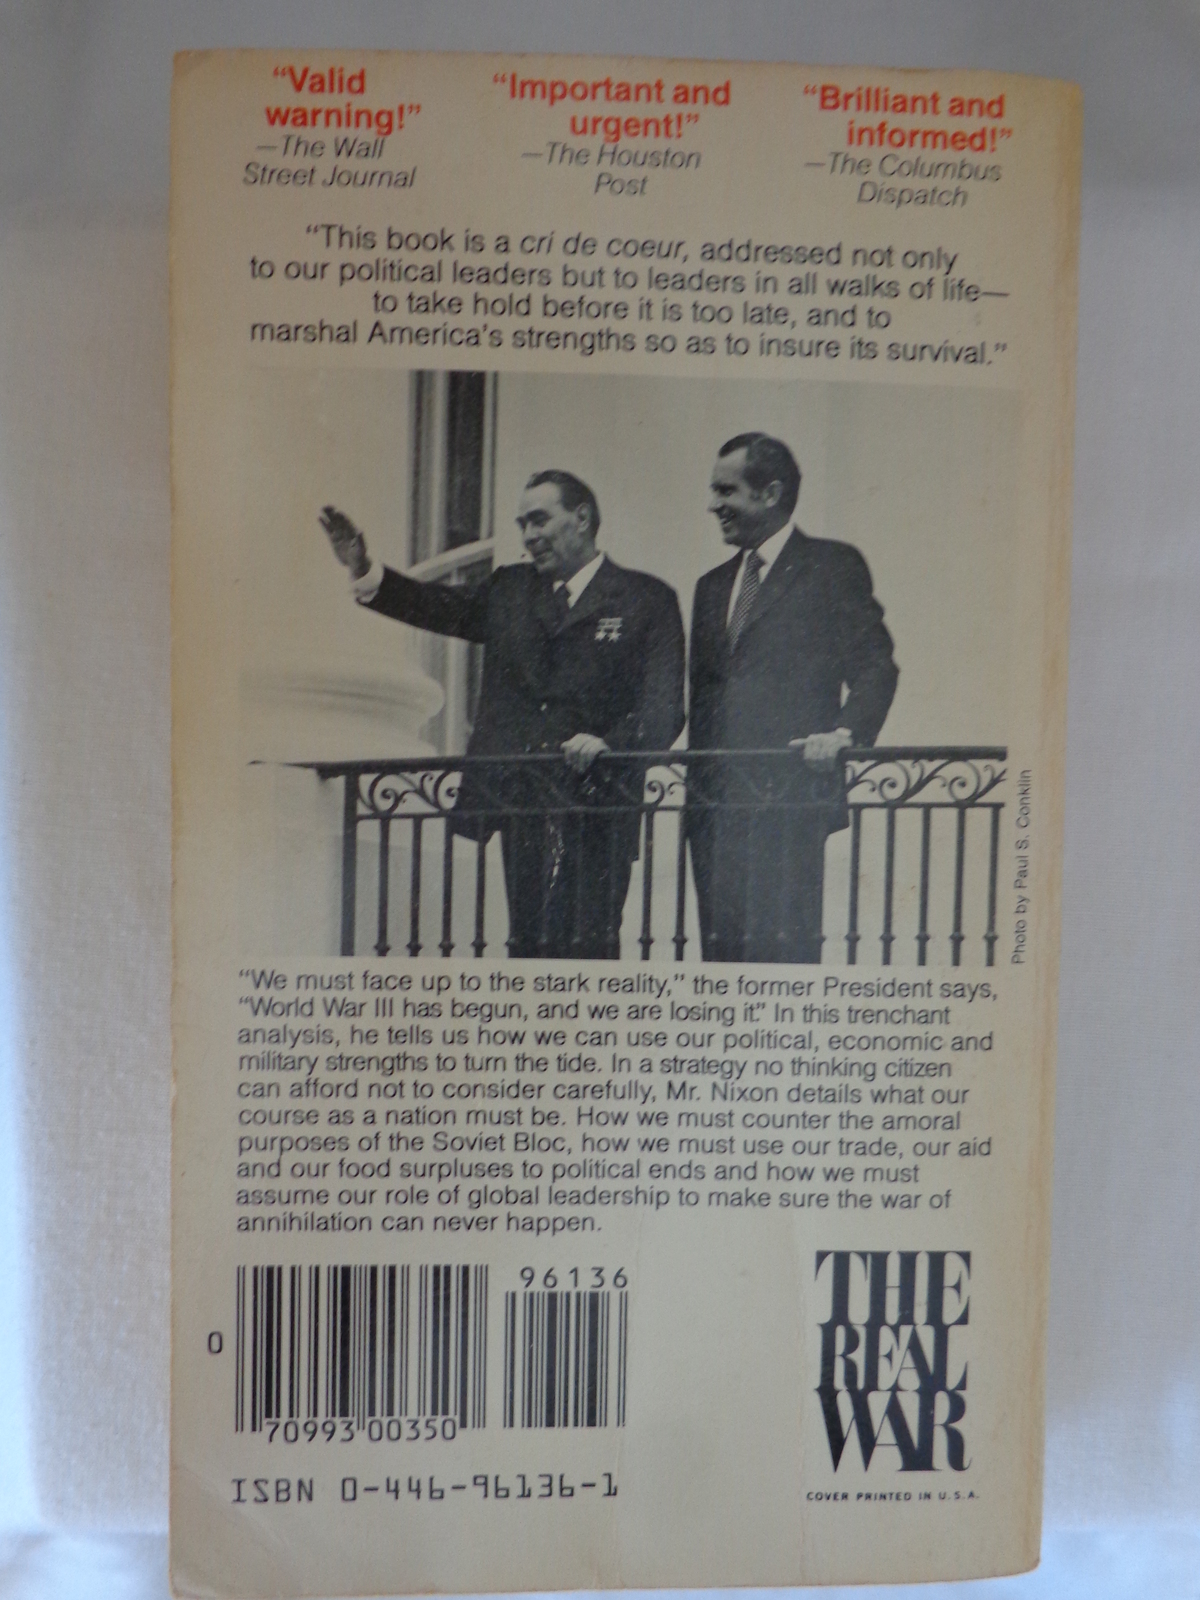 "Valid
warning!"
—The Wall
Street Journal
"Important and
urgent!"
—The Houston
Post
"Brilliant and
informed!"
—The Columbus
Dispatch
"This book is a cri de coeur, addressed not only
to our political leaders but to leaders in all walks of life—
to take hold before it is too late, and to
marshal America's strengths so as to insure its survival."
Photo by Paul S. Conklin
"We must face up to the stark reality," the former President says,
"World War III has begun, and we are losing it." In this trenchant
analysis, he tells us how we can use our political, economic and
military strengths to turn the tide. In a strategy no thinking citizen
can afford not to consider carefully, Mr. Nixon details what our
course as a nation must be. How we must counter the amoral
purposes of the Soviet Bloc, how we must use our trade, our aid
and our food surpluses to political ends and how we must
assume our role of global leadership to make sure the war of
annihilation can never happen.
96136
0
70993 00350
ISBN 0-446-96136-1
THE
REAL
WAR
COVER PRINTED IN U.S.A.